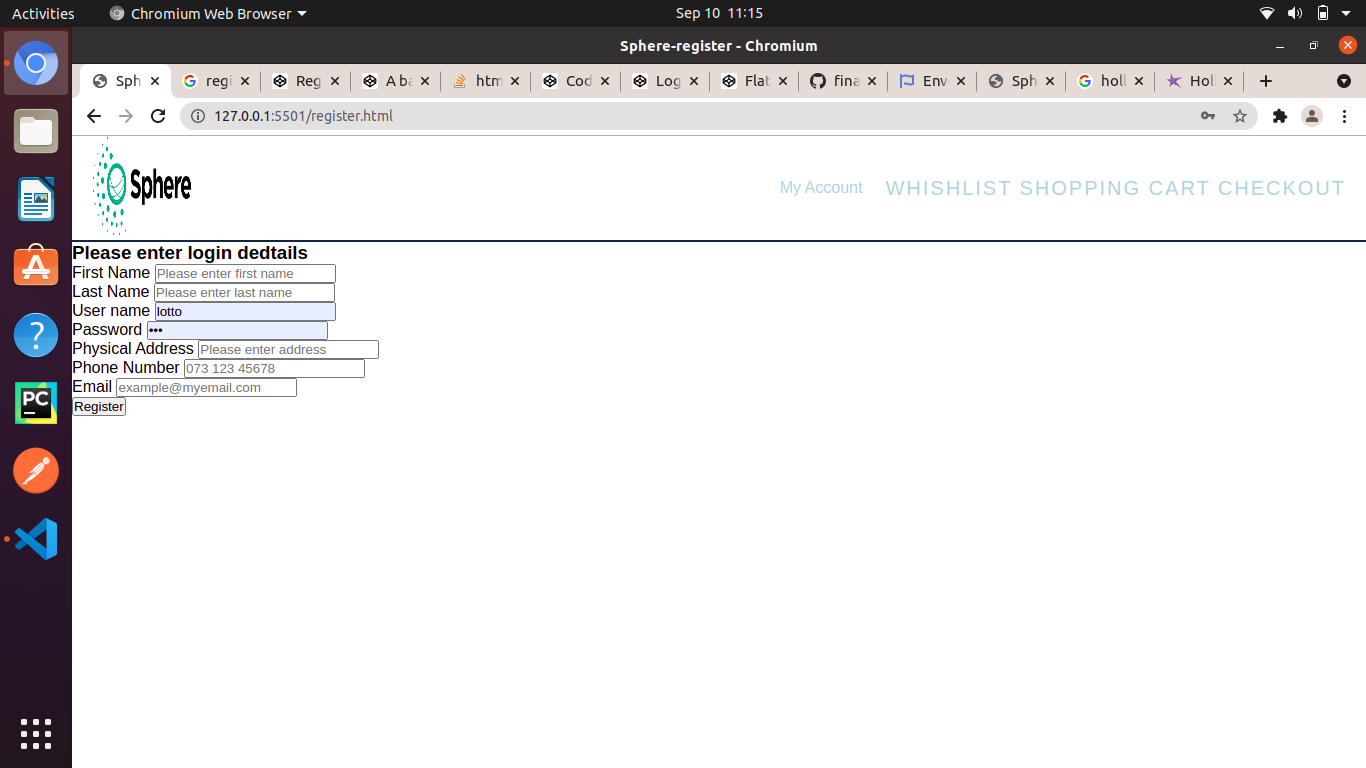 Activities Chromium Web Browser Sep 10 11:15
Sphere-register - Chromium
Sph regi Reg A ba htm Cod Log Flat fina Env Sph holl Holl
127.0.0.1:5501/register.html
Sphere My Account WHISHLIST SHOPPING CART CHECKOUT
Please enter login dedtails
First Name Please enter first name
Last Name Please enter last name
User name lotto
Password •••
Physical Address Please enter address
Phone Number 073 123 45678
Email example@myemail.com
Register
PC